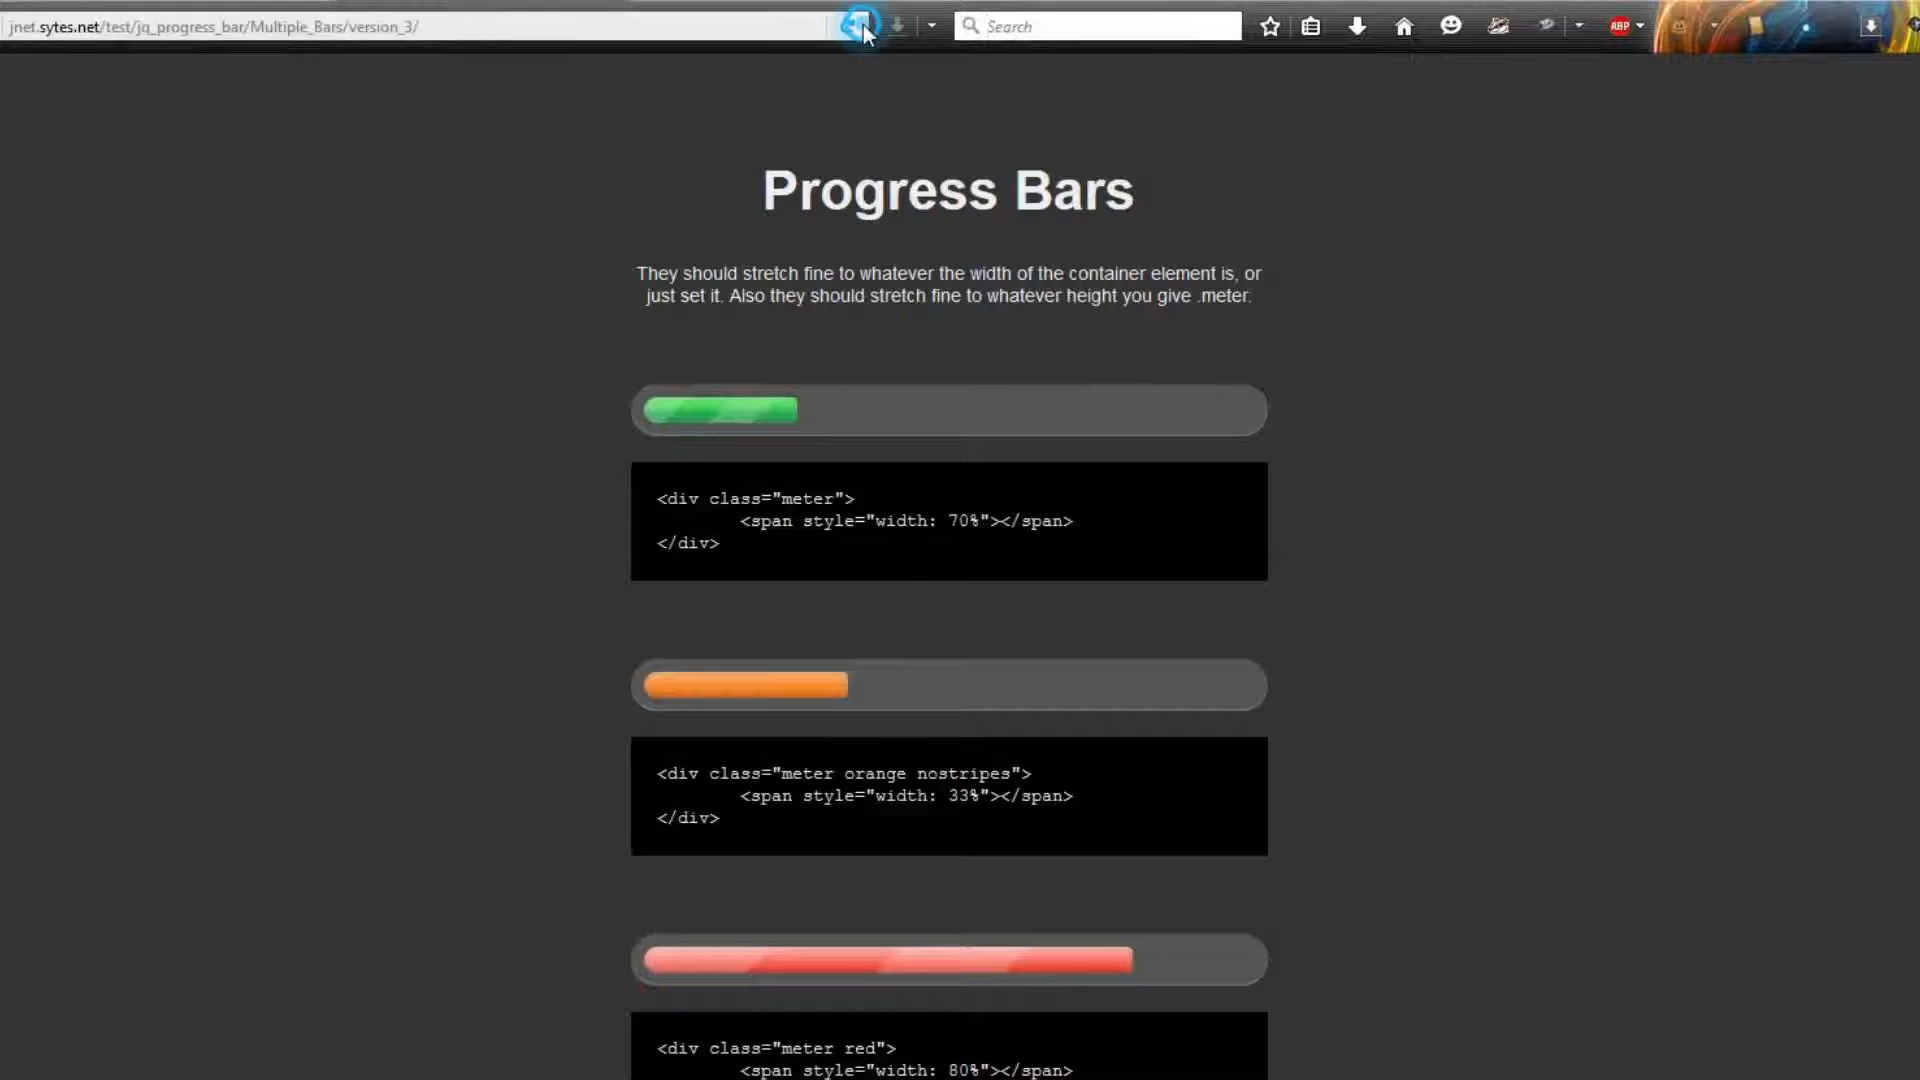 jnet.sytes.net/test/jq_progress_bar/Multiple_Bars/version_3/
Search
ABP
Progress Bars
They should stretch fine to whatever the width of the container element is, or
just set it. Also they should stretch fine to whatever height you give .meter.
<div class="meter">
<span style="width: 70%"></span>
</div>
<div class="meter orange nostripes">
<span style="width: 33%"></span>
</div>
<div class="meter red">
<span style="width: 80%"></span>